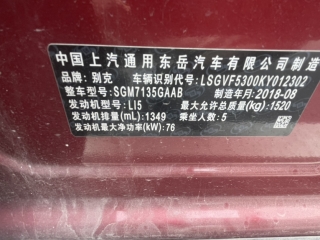 中国上汽通用东岳汽车有限公司制造
品牌：别克 车辆识别代号：LSGVF5300KY012302
整车型号：SGM7135GAAB 制造年月：2018-08
发动机型号：LI5 最大允许总质量(kg)：1520
发动机排量(mL)：1349 乘坐人数：5
发动机最大净功率(kW)：76